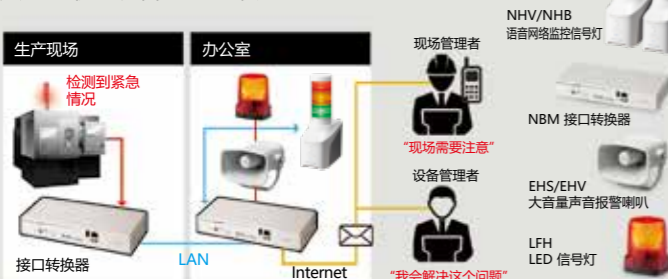 生产现场
办公室
检测到紧急
情况
接口转换器
LAN
Internet
现场管理者
“现场需要注意”
设备管理者
“我会解决这个问题”
NHV/NHB
语音网络监控信号灯
NBM 接口转换器
EHS/EHV
大音量声音报警喇叭
LFH
LED 信号灯